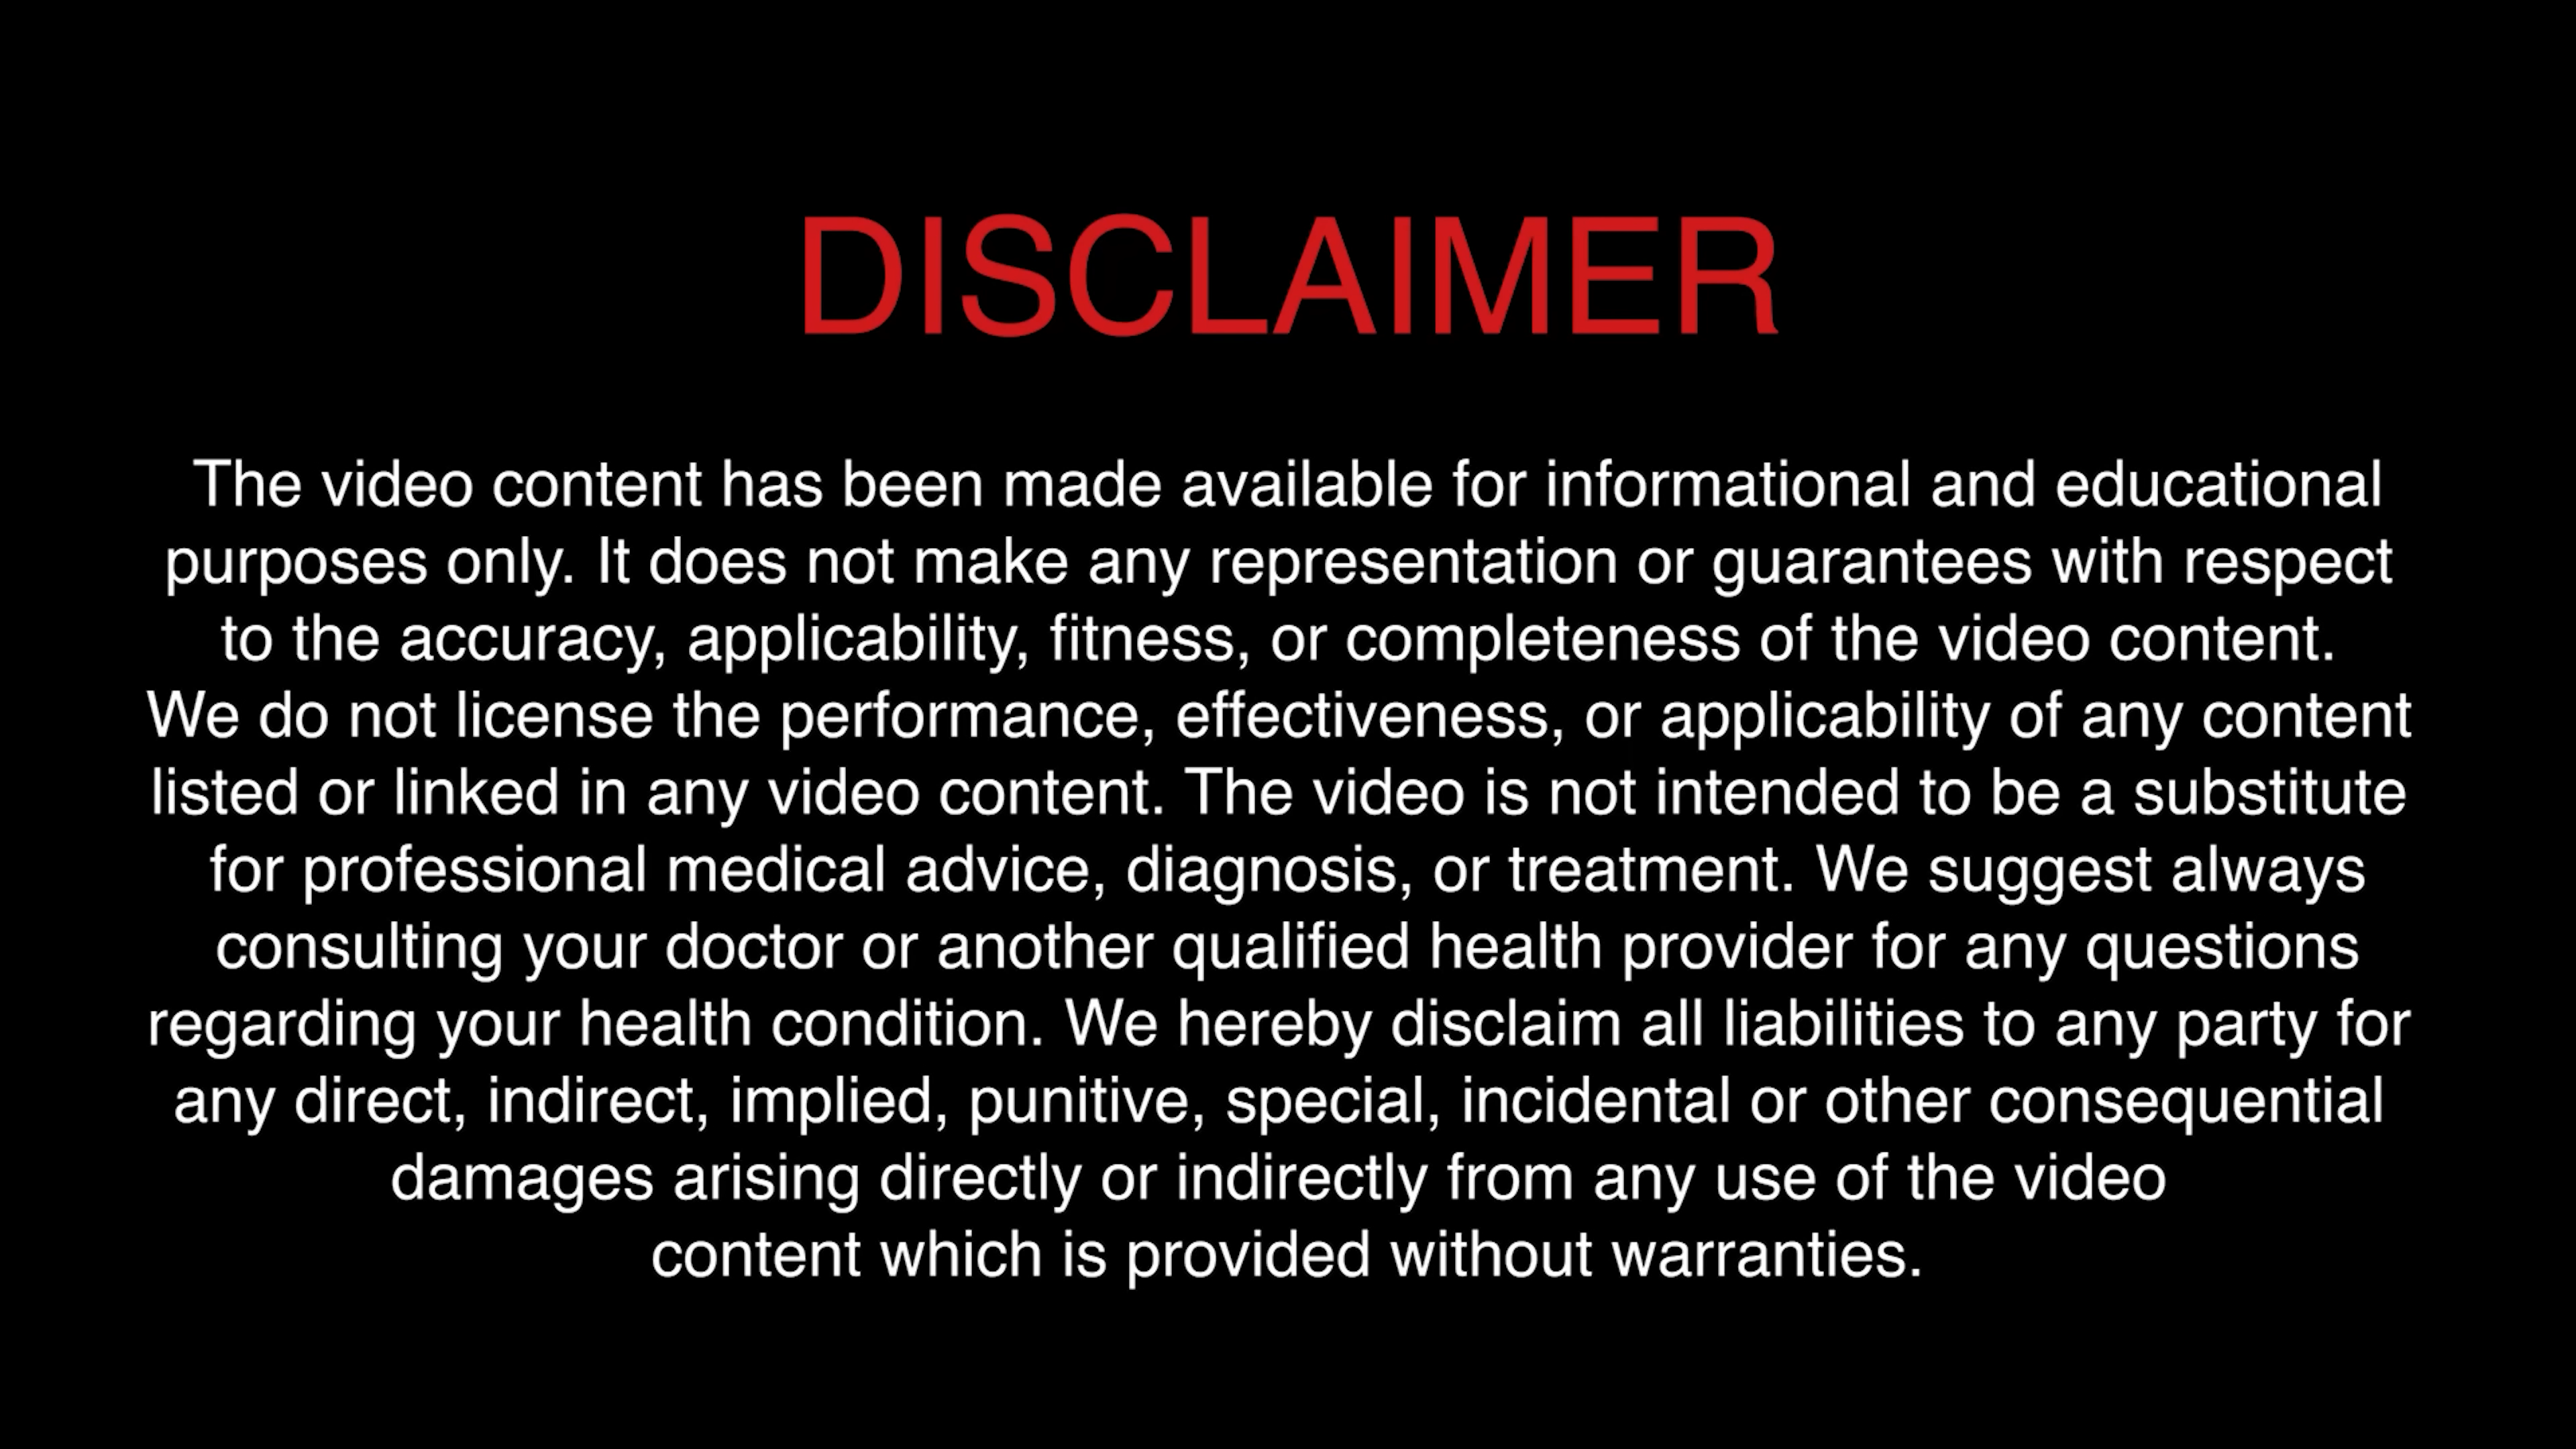 DISCLAIMER
The video content has been made available for informational and educational
purposes only. It does not make any representation or guarantees with respect
to the accuracy, applicability, fitness, or completeness of the video content.
We do not license the performance, effectiveness, or applicability of any content
listed or linked in any video content. The video is not intended to be a substitute
for professional medical advice, diagnosis, or treatment. We suggest always
consulting your doctor or another qualified health provider for any questions
regarding your health condition. We hereby disclaim all liabilities to any party for
any direct, indirect, implied, punitive, special, incidental or other consequential
damages arising directly or indirectly from any use of the video
content which is provided without warranties.